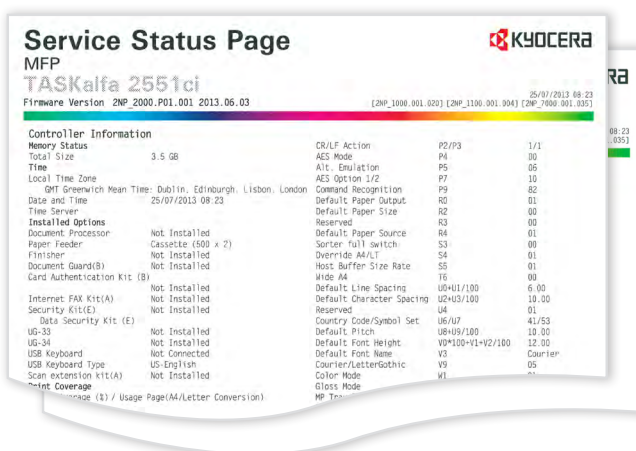 Service Status Page
KYOCERA
MFP
TASKalfa 2551ci
25/07/2013 08:23
Firmware Version 2NP_2000.P01.001 2013.06.03
[2NP_1000.001.020] [2NP_1100.001.004] [2NP_7000.001.035]
Controller Information
Memory Status
Total Size 3.5 GB
Time
Local Time Zone
GMT Greenwich Mean Time: Dublin, Edinburgh, Lisbon, London
Date and Time 25/07/2013 08:23
Time Server
Installed Options
Document Processor Not Installed
Paper Feeder Cassette (500 x 2)
Finisher Not Installed
Document Guard(B) Not Installed
Card Authentication Kit (B)
Not Installed
Internet FAX Kit(A) Not Installed
Security Kit(E) Not Installed
Data Security Kit (E)
UG-33 Not Installed
UG-34 Not Installed
USB Keyboard Not Connected
USB Keyboard Type US-English
Scan extension kit(A) Not Installed
Print Coverage
(%) / Usage Page(A4/Letter Conversion)
CR/LF Action P2/P3 1/1
AES Mode P4 00
Alt. Emulation P5 06
AES Option 1/2 P7 10
Command Recognition P9 82
Default Paper Output R0 01
Default Paper Size R2 00
Reserved R3 00
Default Paper Source R4 01
Sorter full switch S3 00
Override A4/LT S4 01
Host Buffer Size Rate S5 01
Wide A4 T6 00
Default Line Spacing U0+U1/100 6.00
Default Character Spacing U2+U3/100 10.00
Reserved U4 01
Country Code/Symbol Set U6/U7 41/53
Default Pitch U8+U9/100 10.00
Default Font Height V0*100+V1+V2/100 12.00
Default Font Name V3 Courier
Courier/LetterGothic V9 05
Color Mode W1
Gloss Mode
MP
08:23
.035]